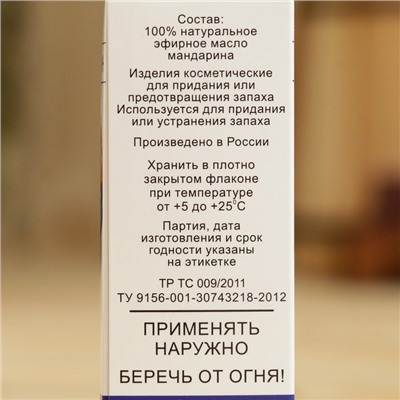 Состав:
100% натуральное
эфирное масло
мандарина
Изделия косметические
для придания или
предотвращения запаха
Используется для придания
или устранения запаха
Произведено в России
Хранить в плотно
закрытом флаконе
при температуре
от +5 до +25°С
Партия, дата
изготовления и срок
годности указаны
на этикетке
ТР ТС 009/2011
ТУ 9156-001-30743218-2012
ПРИМЕНЯТЬ
НАРУЖНО
БЕРЕЧЬ ОТ ОГНЯ!